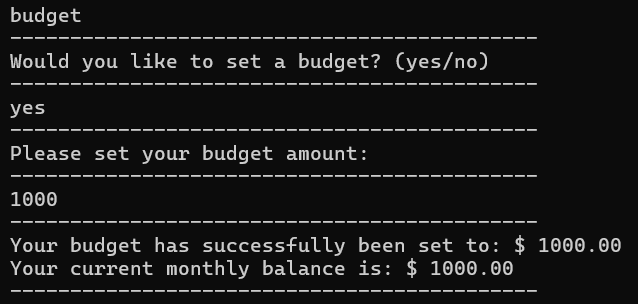 budget
--------------------------------------------
Would you like to set a budget? (yes/no)
--------------------------------------------
yes
--------------------------------------------
Please set your budget amount:
--------------------------------------------
1000
--------------------------------------------
Your budget has successfully been set to: $ 1000.00
Your current monthly balance is: $ 1000.00
--------------------------------------------